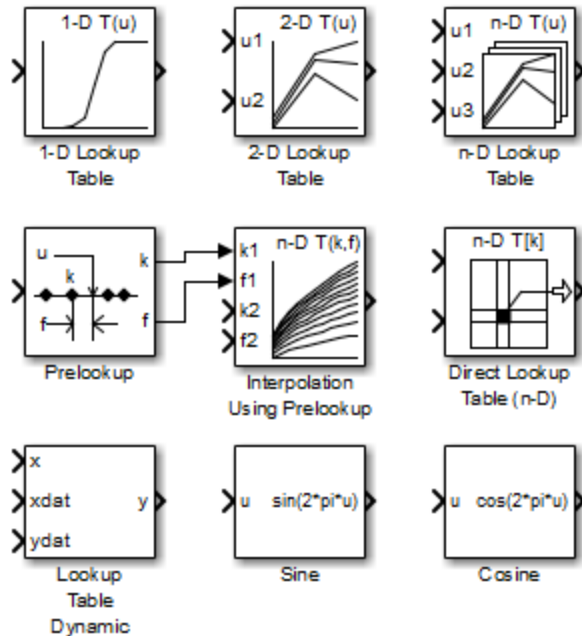 1-D T(u)
1-D Lookup
Table
2-D T(u)
u1
u2
2-D Lookup
Table
n-D T(u)
u1
u2
u3
n-D Lookup
Table
u
k
k
f
f
Prelookup
n-D T(k,f)
k1
f1
k2
f2
Interpolation
Using Prelookup
n-D T[k]
Direct Lookup
Table (n-D)
x
xdat
y
ydat
Lookup
Table
Dynamic
u sin(2*pi*u)
Sine
u cos(2*pi*u)
Cosine